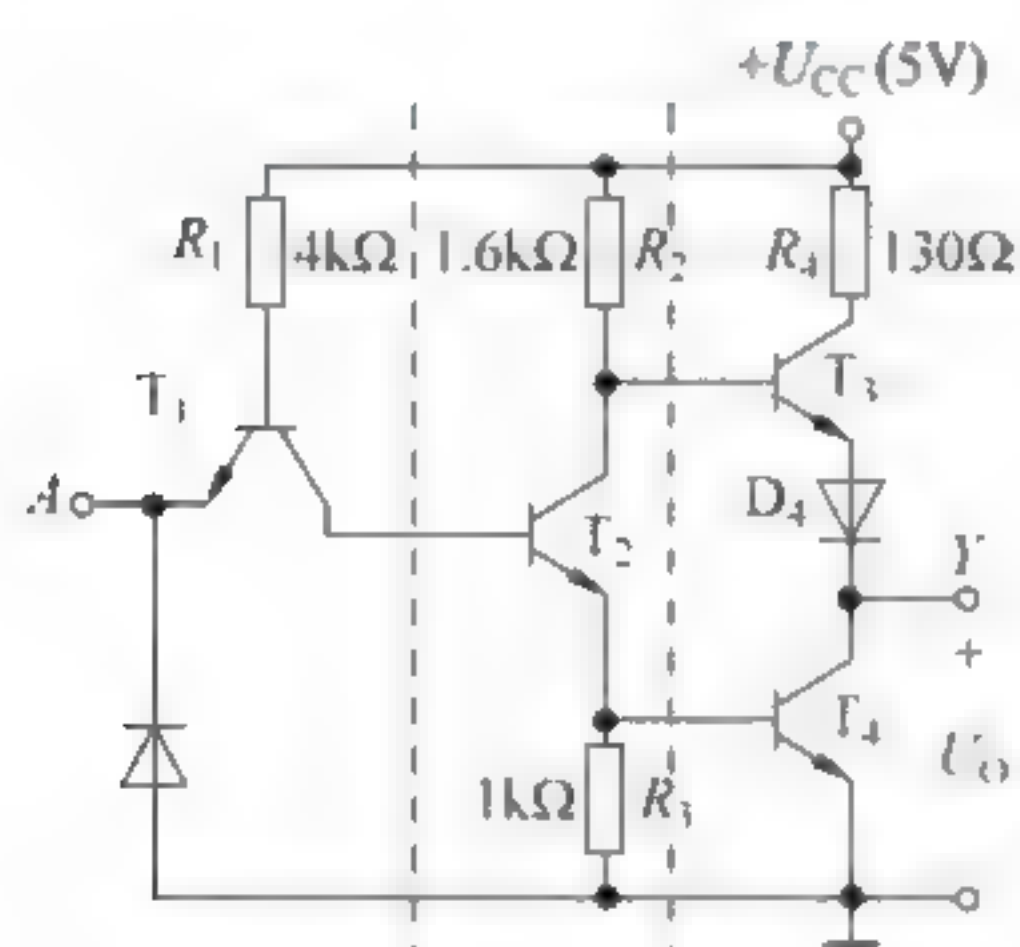 +U_CC (5V)
R₁ 4kΩ 1.6kΩ R₂ R₄ 130Ω
T₁ T₃
A D₄
T₂ Y
+
T₄ U_O
1kΩ R₃